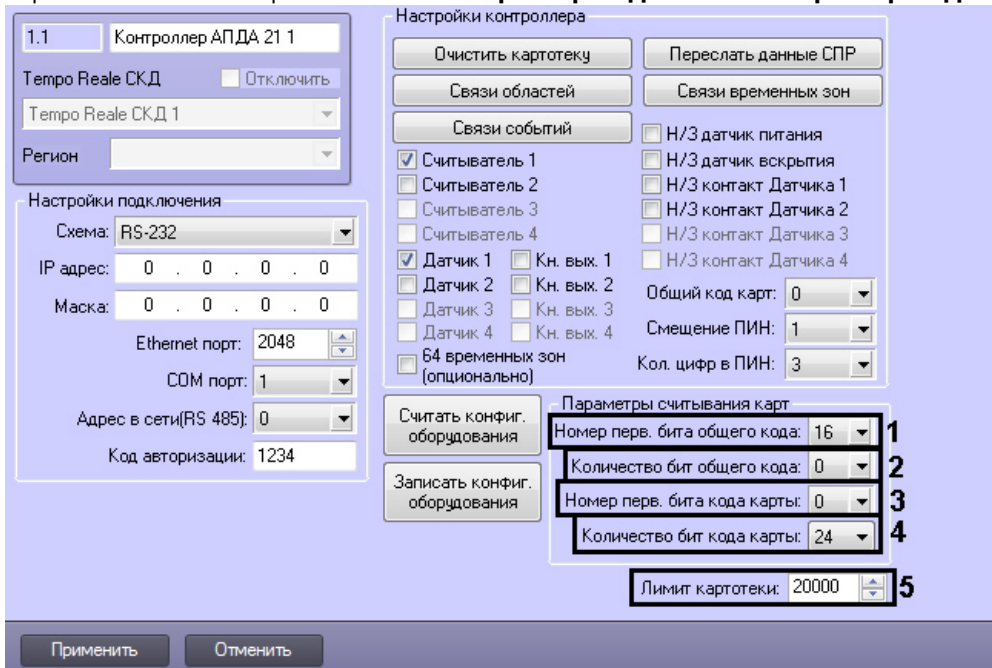 1.1 Контроллер АПДА 21 1
Tempo Reale СКД Отключить
Tempo Reale СКД 1
Регион
Настройки подключения
Схема: RS-232
IP адрес: 0 . 0 . 0 . 0
Маска: 0 . 0 . 0 . 0
Ethernet порт: 2048
COM порт: 1
Адрес в сети(RS 485): 0
Код авторизации: 1234
Настройки контроллера
Очистить картотеку Переслать данные СПР
Связи областей Связи временных зон
Связи событий
Н/З датчик питания
Считыватель 1 Н/З датчик вскрытия
Считыватель 2 Н/З контакт Датчика 1
Считыватель 3 Н/З контакт Датчика 2
Считыватель 4 Н/З контакт Датчика 3
Датчик 1 Кн. вых. 1 Н/З контакт Датчика 4
Датчик 2 Кн. вых. 2
Датчик 3 Кн. вых. 3
Датчик 4 Кн. вых. 4
64 временных зон
(опционально)
Общий код карт: 0
Смещение ПИН: 1
Кол. цифр в ПИН: 3
Считать конфиг.
оборудования
Записать конфиг.
оборудования
Параметры считывания карт
Номер перв. бита общего кода: 16 1
Количество бит общего кода: 0 2
Номер перв. бита кода карты: 0 3
Количество бит кода карты: 24 4
Лимит картотеки: 20000 5
Применить Отменить